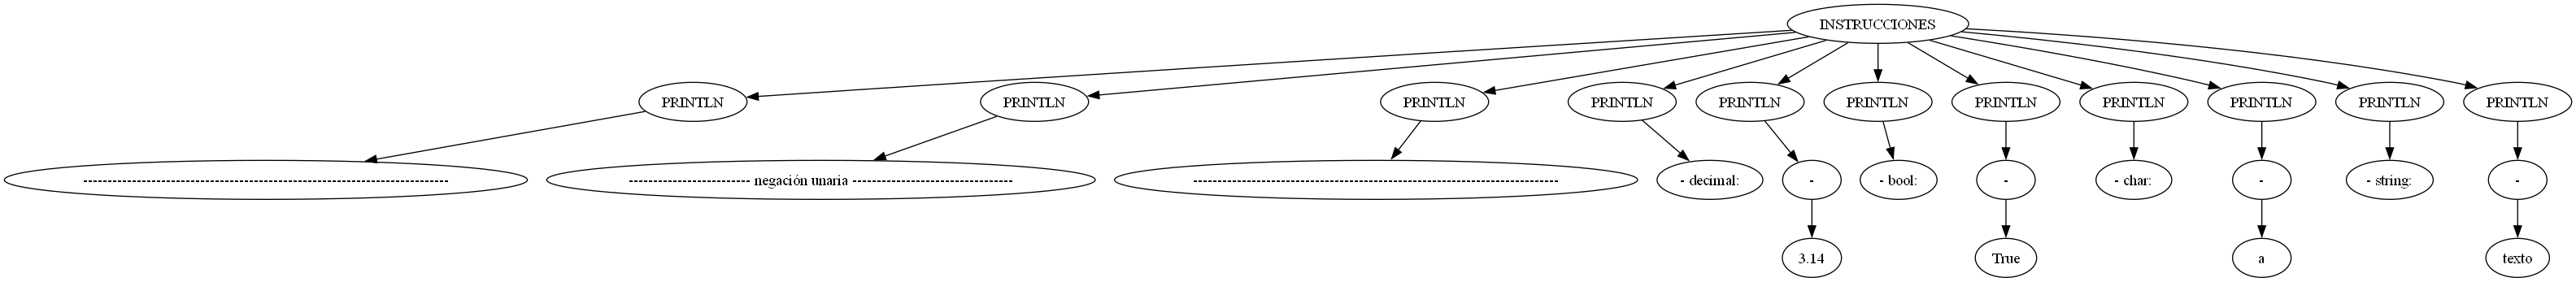 INSTRUCCIONES
PRINTLN PRINTLN PRINTLN PRINTLN PRINTLN PRINTLN PRINTLN PRINTLN PRINTLN PRINTLN PRINTLN
------------------------------------------------------------------------------------------- ------------------------------ negación unaria ---------------------------------------- ------------------------------------------------------------------------------------------- - decimal: - - bool: - - char: - - string: -
3.14 True a texto